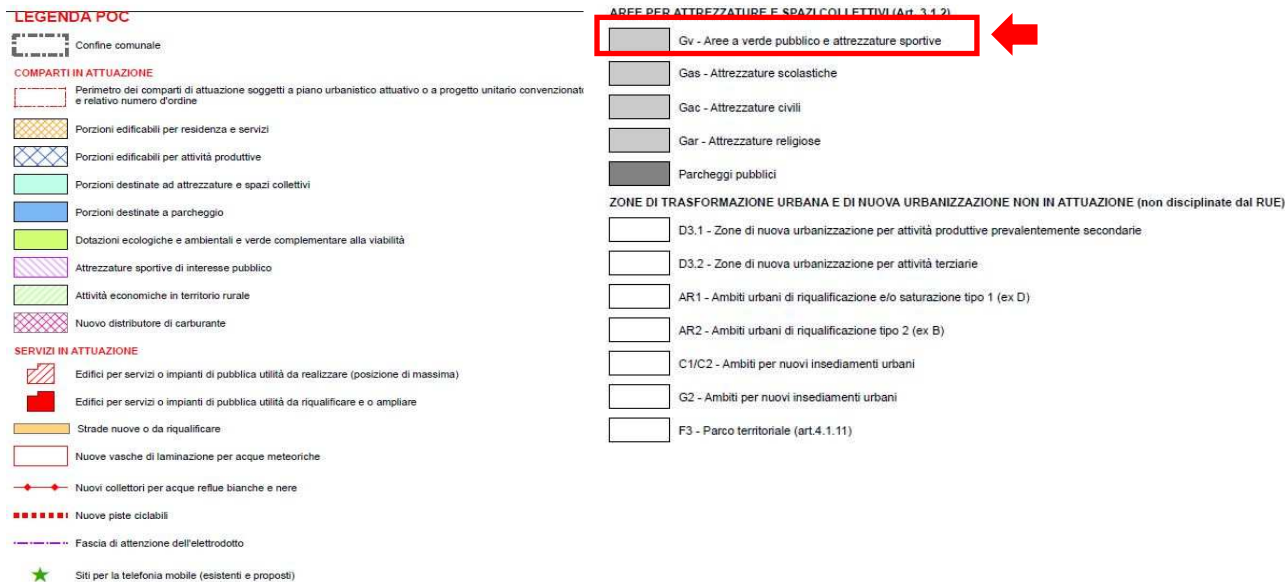 LEGENDA POC
Confine comunale
COMPARTI IN ATTUAZIONE
Perimetro dei comparti di attuazione soggetti a piano urbanistico attuativo o a progetto unitario convenzionato
e relativo numero d'ordine
Porzioni edificabili per residenza e servizi
Porzioni edificabili per attività produttive
Porzioni destinate ad attrezzature e spazi collettivi
Porzioni destinate a parcheggio
Dotazioni ecologiche e ambientali e verde complementare alla viabilità
Attrezzature sportive di interesse pubblico
Attività economiche in territorio rurale
Nuovo distributore di carburante
SERVIZI IN ATTUAZIONE
Edifici per servizi o impianti di pubblica utilità da realizzare (posizione di massima)
Edifici per servizi o impianti di pubblica utilità da riqualificare e o ampliare
Strade nuove o da riqualificare
Nuove vasche di laminazione per acque meteoriche
Nuovi collettori per acque reflue bianche e nere
Nuove piste ciclabili
Fascia di attenzione dell'elettrodotto
Siti per la telefonia mobile (esistenti e proposti)
AREE PER ATTREZZATURE E SPAZI COLLETTIVI (Art. 3.1.2)
Gv - Aree a verde pubblico e attrezzature sportive
Gas - Attrezzature scolastiche
Gac - Attrezzature civili
Gar - Attrezzature religiose
Parcheggi pubblici
ZONE DI TRASFORMAZIONE URBANA E DI NUOVA URBANIZZAZIONE NON IN ATTUAZIONE (non disciplinate dal RUE)
D3.1 - Zone di nuova urbanizzazione per attività produttive prevalentemente secondarie
D3.2 - Zone di nuova urbanizzazione per attività terziarie
AR1 - Ambiti urbani di riqualificazione e/o saturazione tipo 1 (ex D)
AR2 - Ambiti urbani di riqualificazione tipo 2 (ex B)
C1/C2 - Ambiti per nuovi insediamenti urbani
G2 - Ambiti per nuovi insediamenti urbani
F3 - Parco territoriale (art.4.1.11)